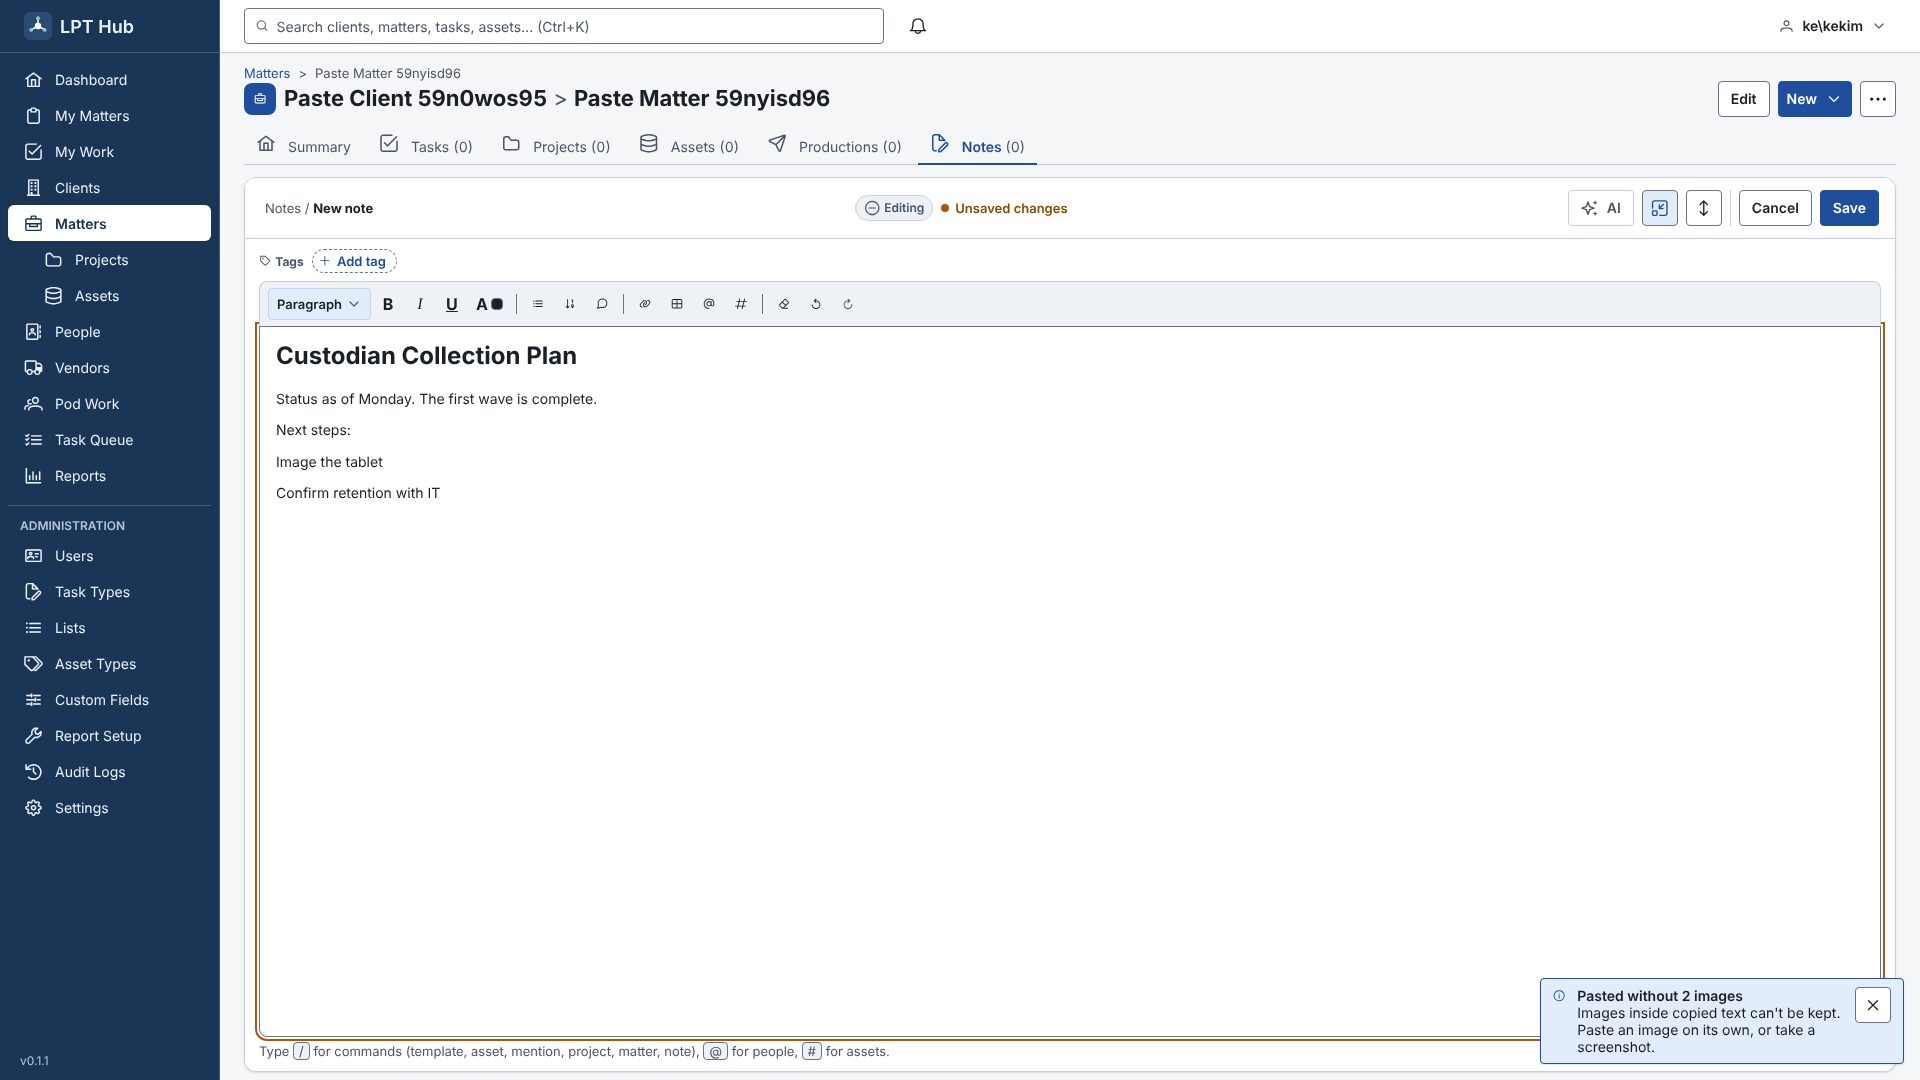 LPT Hub
Search clients, matters, tasks, assets... (Ctrl+K)
ke\kekim
Dashboard
My Matters
My Work
Clients
Matters
Projects
Assets
People
Vendors
Pod Work
Task Queue
Reports
ADMINISTRATION
Users
Task Types
Lists
Asset Types
Custom Fields
Report Setup
Audit Logs
Settings
v0.1.1
Matters > Paste Matter 59nyisd96
Paste Client 59n0wos95 > Paste Matter 59nyisd96
Edit
New
Summary
Tasks (0)
Projects (0)
Assets (0)
Productions (0)
Notes (0)
Notes / New note
Editing
Unsaved changes
AI
Cancel
Save
Tags
+ Add tag
Paragraph
B I U A
@ #
Custodian Collection Plan
Status as of Monday. The first wave is complete.
Next steps:
Image the tablet
Confirm retention with IT
Type / for commands (template, asset, mention, project, matter, note), @ for people, # for assets.
Pasted without 2 images
Images inside copied text can't be kept.
Paste an image on its own, or take a
screenshot.